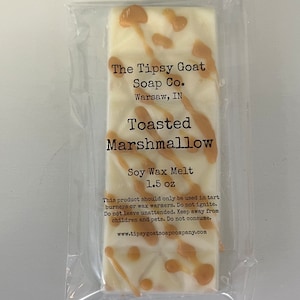 The Tipsy Goat
Soap Co.
Warsaw, IN
Toasted
Marshmallow
Soy Wax Melt
1.5 oz
This product should only be used in tart
burners or wax warmers. Do not ignite.
Do not leave unattended. Keep away from
children and pets. Do not consume.
www.tipsygoatsoapcompany.com